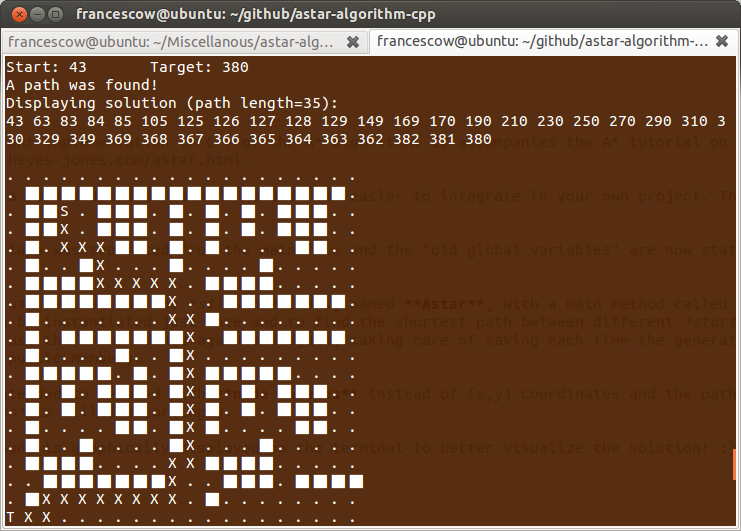 francescow@ubuntu: ~/github/astar-algorithm-cpp
francescow@ubuntu: ~/Miscellanous/astar-alg... francescow@ubuntu: ~/github/astar-algorithm-...
Start: 43 Target: 380
A path was found!
Displaying solution (path length=35):
43 63 83 84 85 105 125 126 127 128 129 149 169 170 190 210 230 250 270 290 310 3
30 329 349 369 368 367 366 365 364 363 362 382 381 380
. . . . . . . . . . . . . . . . . . . .
. ■ ■ ■ ■ ■ ■ ■ ■ ■ ■ ■ ■ ■ ■ ■ ■ ■ ■ .
. ■ ■ S . ■ ■ ■ . ■ . ■ . ■ . ■ ■ ■ . .
. ■ ■ X . ■ ■ ■ . ■ . ■ . ■ . ■ ■ ■ . .
. ■ . X X X ■ ■ . ■ . ■ . . . . ■ ■ . .
. ■ . . ■ X . . . ■ . . . . ■ . . . . .
. ■ ■ ■ ■ X X X X X . ■ ■ ■ ■ . . . . .
. ■ ■ ■ ■ ■ ■ ■ ■ X . . ■ ■ ■ ■ ■ ■ ■ .
. ■ . . . . . . . X X ■ . . . . . . . .
. ■ ■ ■ ■ ■ ■ ■ ■ ■ X . ■ ■ ■ ■ ■ ■ ■ .
. ■ . . . . ■ . . ■ X . . . . . . . . .
. ■ ■ ■ ■ ■ . ■ . ■ X ■ ■ ■ ■ ■ . . . .
. ■ . ■ ■ ■ . ■ . ■ X ■ . ■ . ■ ■ ■ . .
. ■ . ■ ■ ■ . ■ . ■ X ■ . ■ . ■ ■ ■ . .
. ■ . . . . ■ ■ . ■ X ■ . . . . ■ ■ . .
. ■ . . ■ . . . . ■ X . . . ■ . . . . .
. ■ ■ ■ ■ . . . . X X ■ ■ ■ ■ . . . . .
. . ■ ■ ■ ■ ■ ■ ■ X . . ■ ■ ■ . ■ ■ ■ ■
. ■ X X X X X X X X . ■ . . . . . . . .
T X X . . . . . . . . . . . . . . . . .